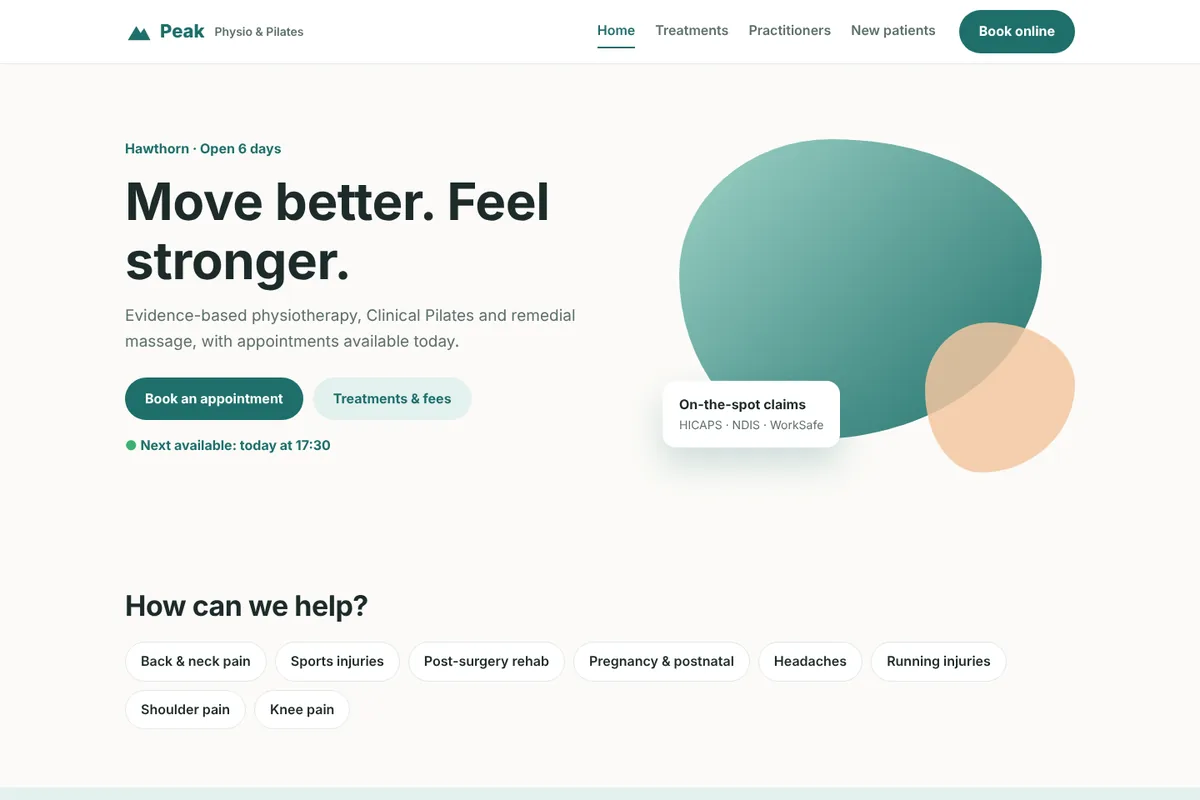 Peak Physio & Pilates
Home
Treatments
Practitioners
New patients
Book online
Hawthorn · Open 6 days
Move better. Feel
stronger.
Evidence-based physiotherapy, Clinical Pilates and remedial
massage, with appointments available today.
Book an appointment
Treatments & fees
Next available: today at 17:30
On-the-spot claims
HICAPS · NDIS · WorkSafe
How can we help?
Back & neck pain
Sports injuries
Post-surgery rehab
Pregnancy & postnatal
Headaches
Running injuries
Shoulder pain
Knee pain